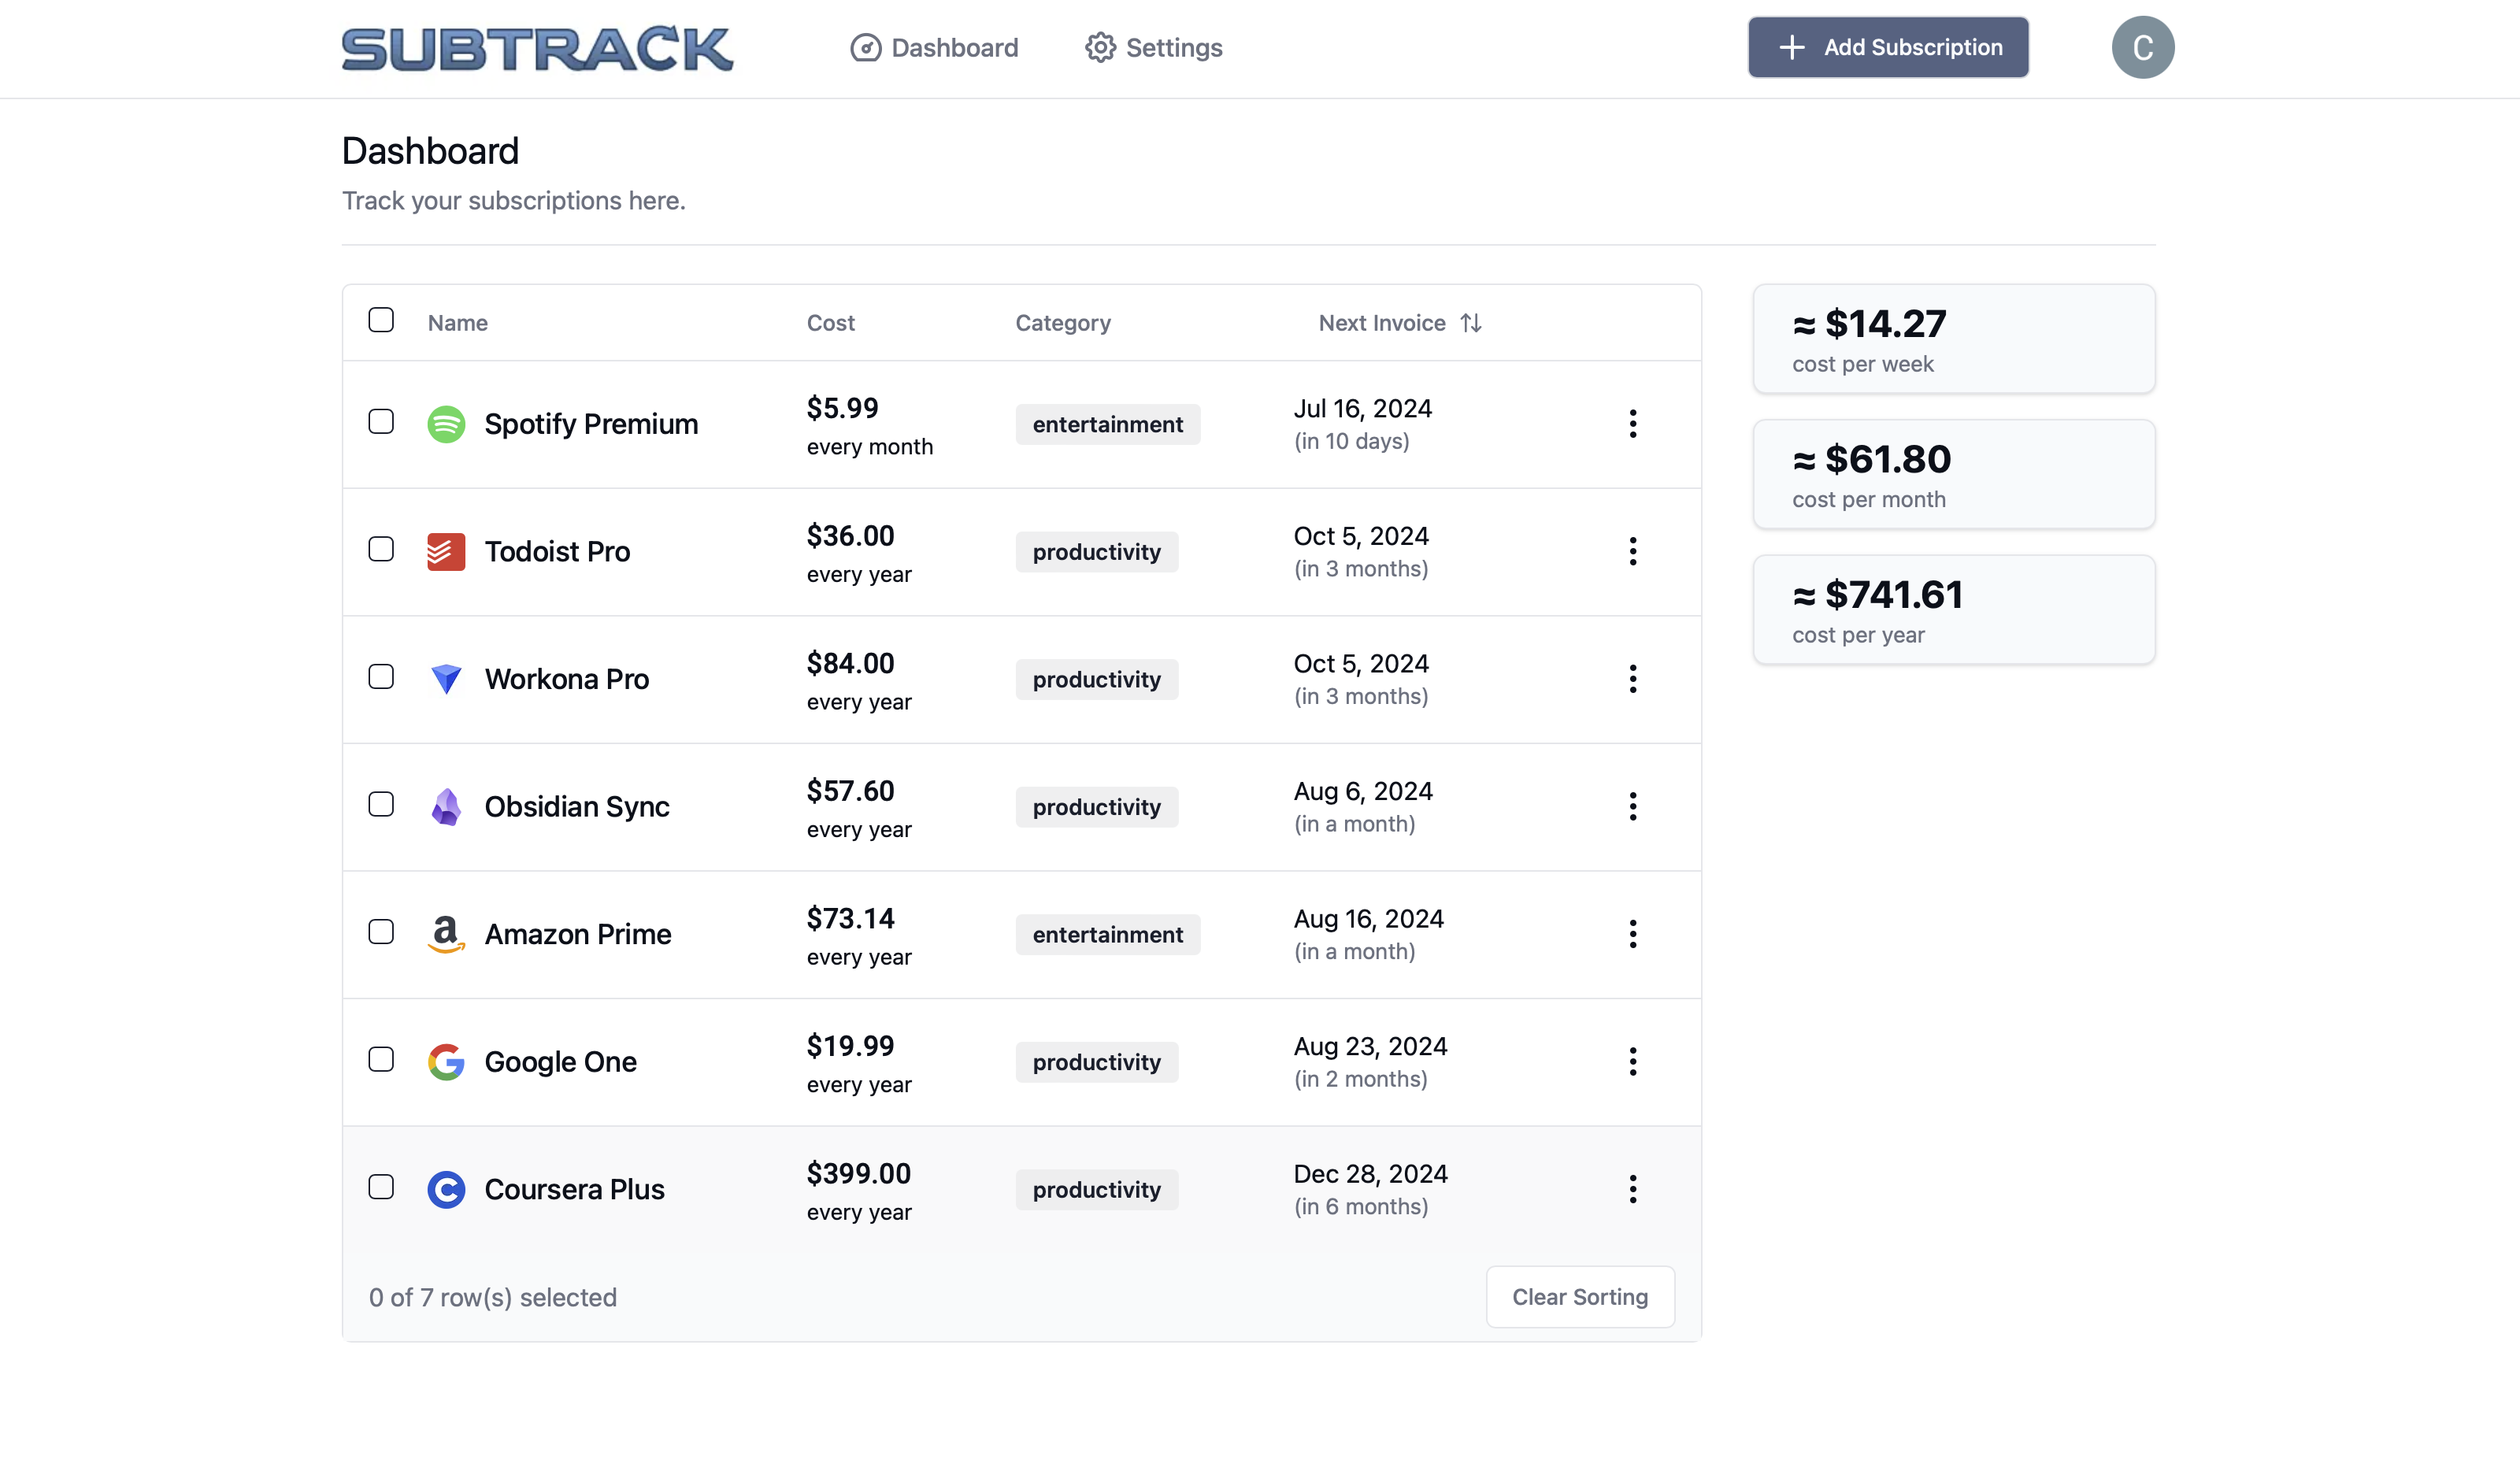 SUBTRACK
Dashboard
Settings
Add Subscription
C
Dashboard
Track your subscriptions here.
Name Cost Category Next Invoice
Spotify Premium
$5.99
every month
entertainment
Jul 16, 2024
(in 10 days)
Todoist Pro
$36.00
every year
productivity
Oct 5, 2024
(in 3 months)
Workona Pro
$84.00
every year
productivity
Oct 5, 2024
(in 3 months)
Obsidian Sync
$57.60
every year
productivity
Aug 6, 2024
(in a month)
Amazon Prime
$73.14
every year
entertainment
Aug 16, 2024
(in a month)
Google One
$19.99
every year
productivity
Aug 23, 2024
(in 2 months)
Coursera Plus
$399.00
every year
productivity
Dec 28, 2024
(in 6 months)
0 of 7 row(s) selected
Clear Sorting
≈ $14.27
cost per week
≈ $61.80
cost per month
≈ $741.61
cost per year